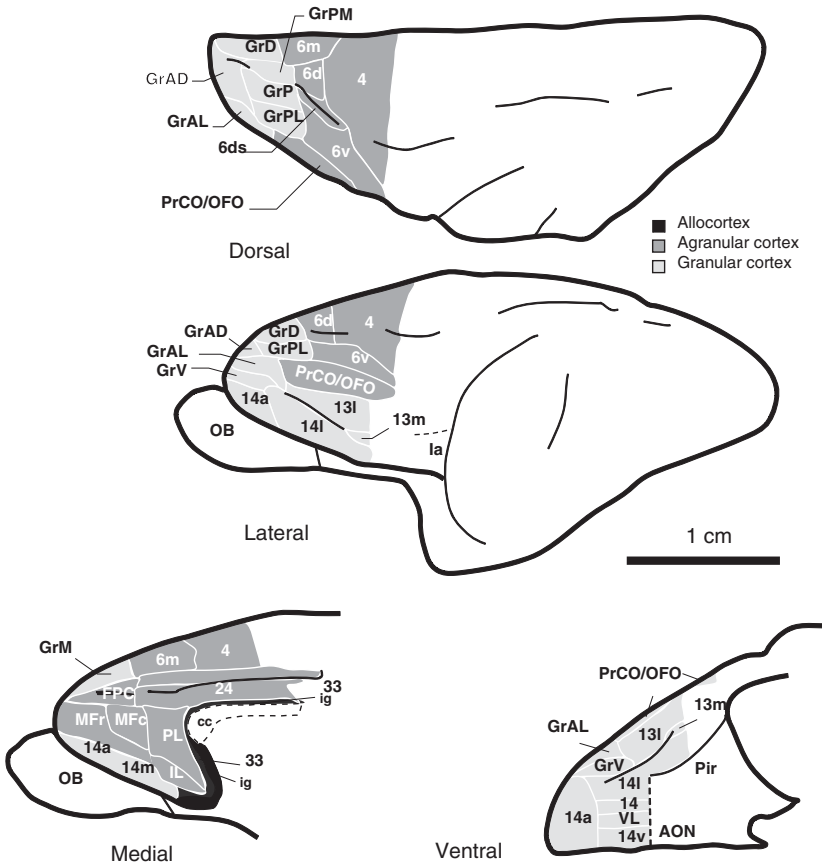 GrPM
GrD
6m
GrAD
6d
4
GrP
GrAL
GrPL
6ds
6v
PrCO/OFO
Dorsal
Allocortex
Agranular cortex
Granular cortex
GrAD
GrD
6d
4
GrAL
GrPL
6v
GrV
PrCO/OFO
14a
13l
14l
13m
OB
Ia
Lateral
1 cm
GrM
6m
4
FPC
24
33
ig
MFr
MFc
cc
PL
14a
33
14m
IL
ig
OB
Medial
PrCO/OFO
13m
GrAL
13l
GrV
Pir
14l
14
14a
VL
14v
AON
Ventral